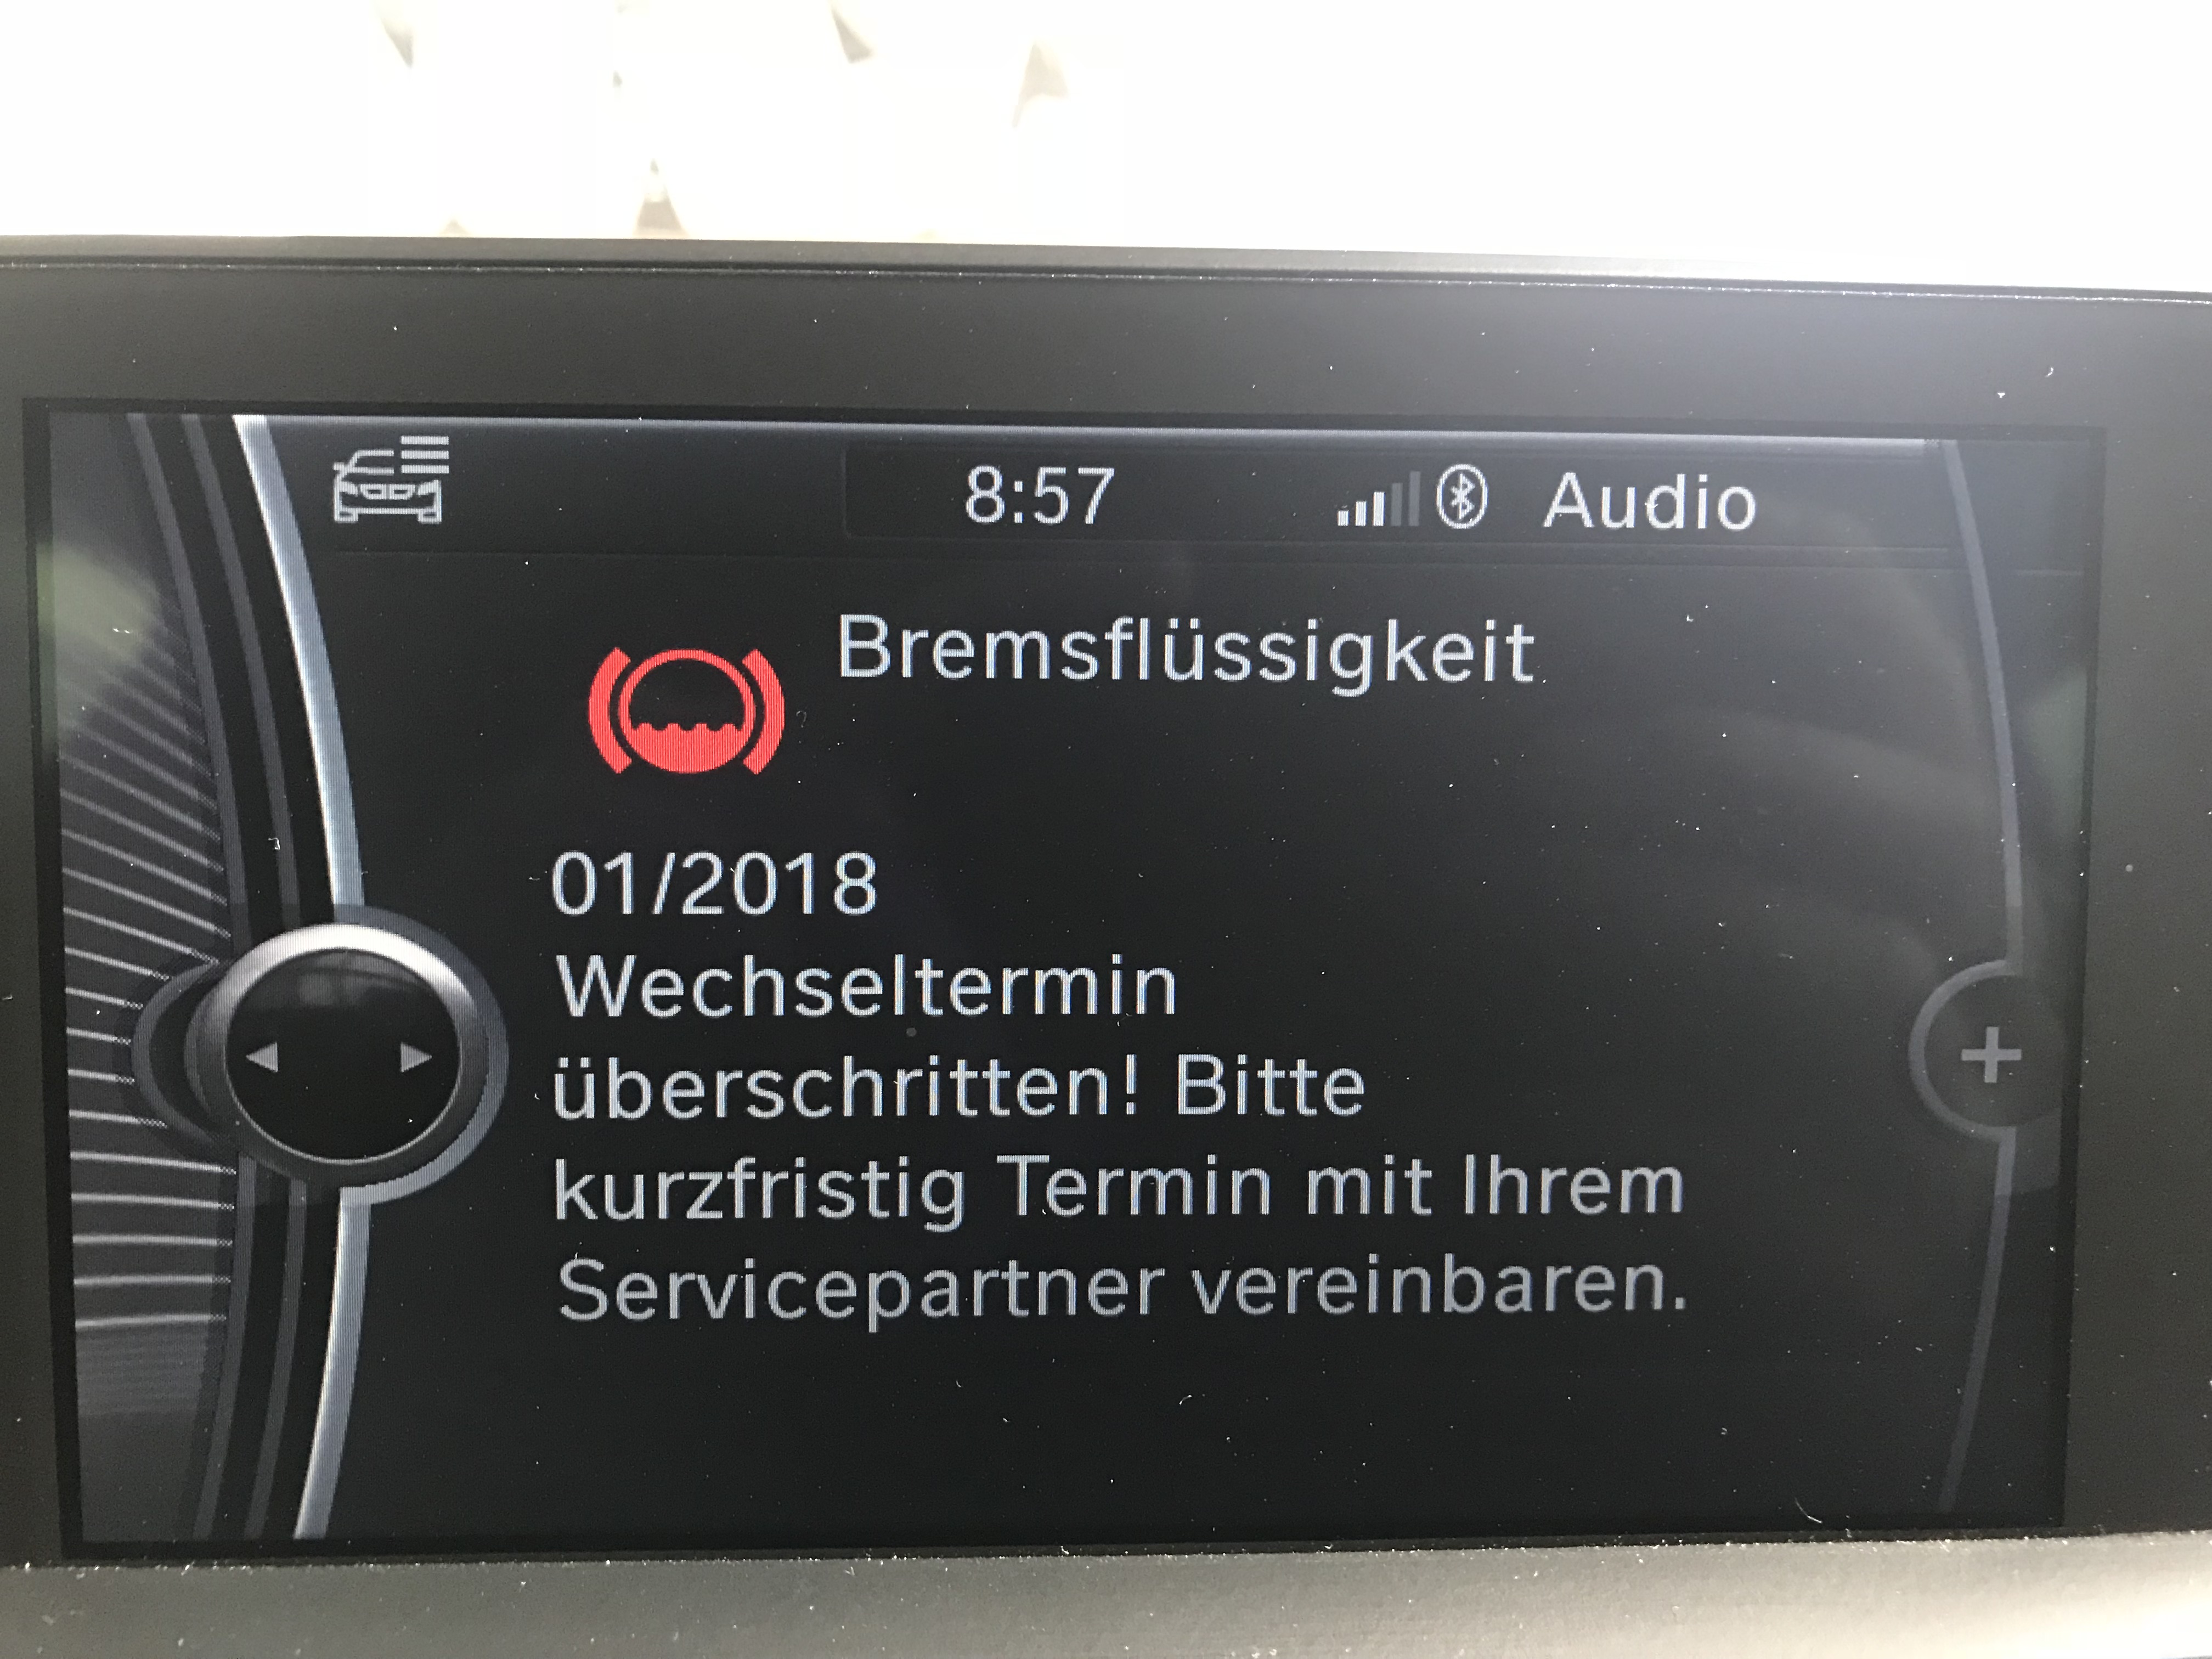 8:57 Audio
Bremsflüssigkeit
01/2018
Wechseltermin
überschritten! Bitte
kurzfristig Termin mit Ihrem
Servicepartner vereinbaren.